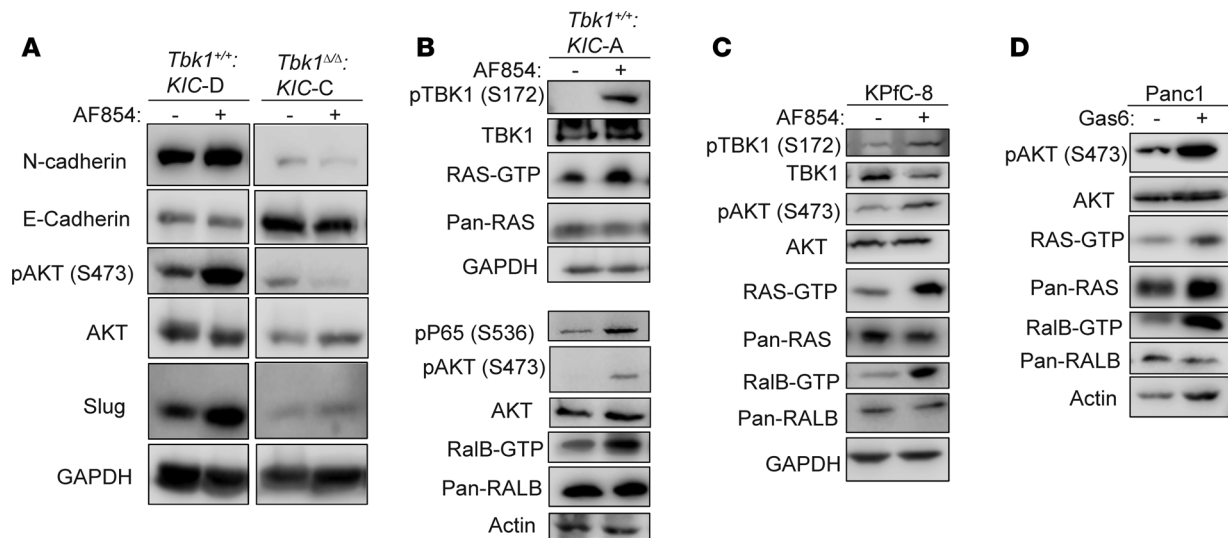 A
Tbk1+/+:
KIC-D
Tbk1Δ/Δ:
KIC-C
AF854: - + - +
N-cadherin
E-Cadherin
pAKT (S473)
AKT
Slug
GAPDH
B
Tbk1+/+:
KIC-A
AF854: - +
pTBK1 (S172)
TBK1
RAS-GTP
Pan-RAS
GAPDH
pP65 (S536)
pAKT (S473)
AKT
RalB-GTP
Pan-RALB
Actin
C
KPfC-8
AF854: - +
pTBK1 (S172)
TBK1
pAKT (S473)
AKT
RAS-GTP
Pan-RAS
RalB-GTP
Pan-RALB
GAPDH
D
Panc1
Gas6: - +
pAKT (S473)
AKT
RAS-GTP
Pan-RAS
RalB-GTP
Pan-RALB
Actin